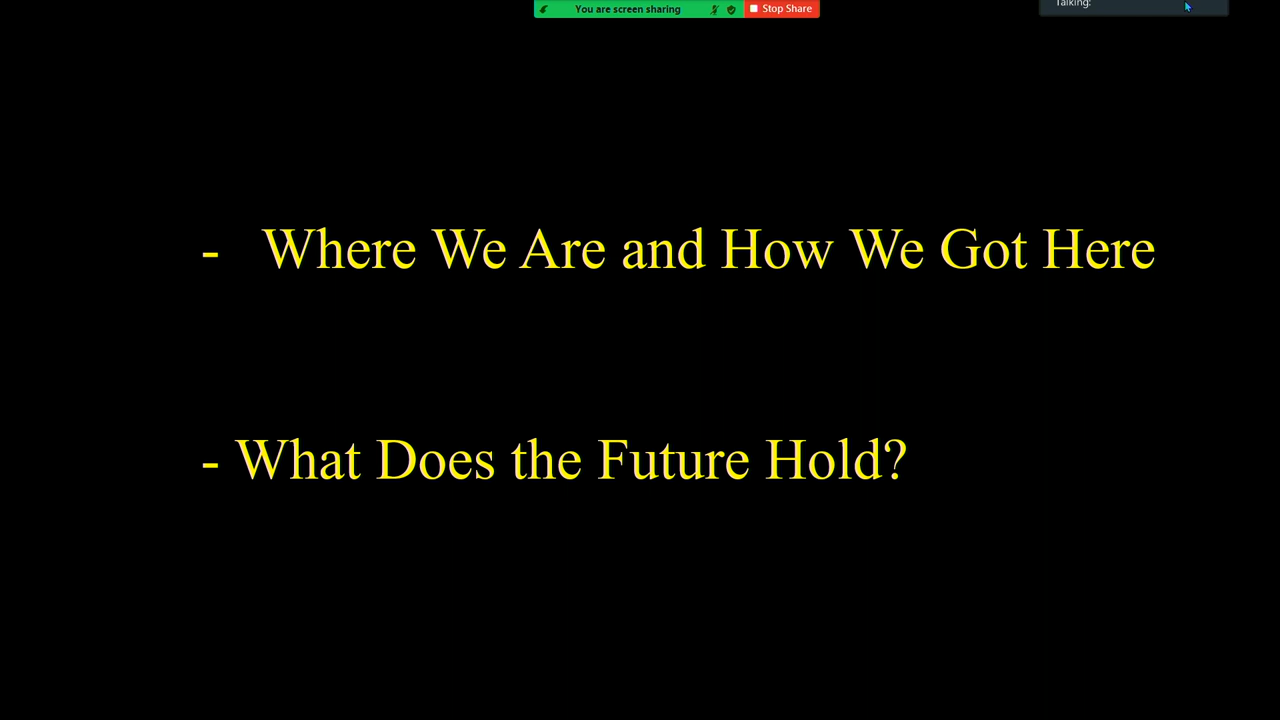 You are screen sharing
Stop Share
Talking:
- Where We Are and How We Got Here
- What Does the Future Hold?